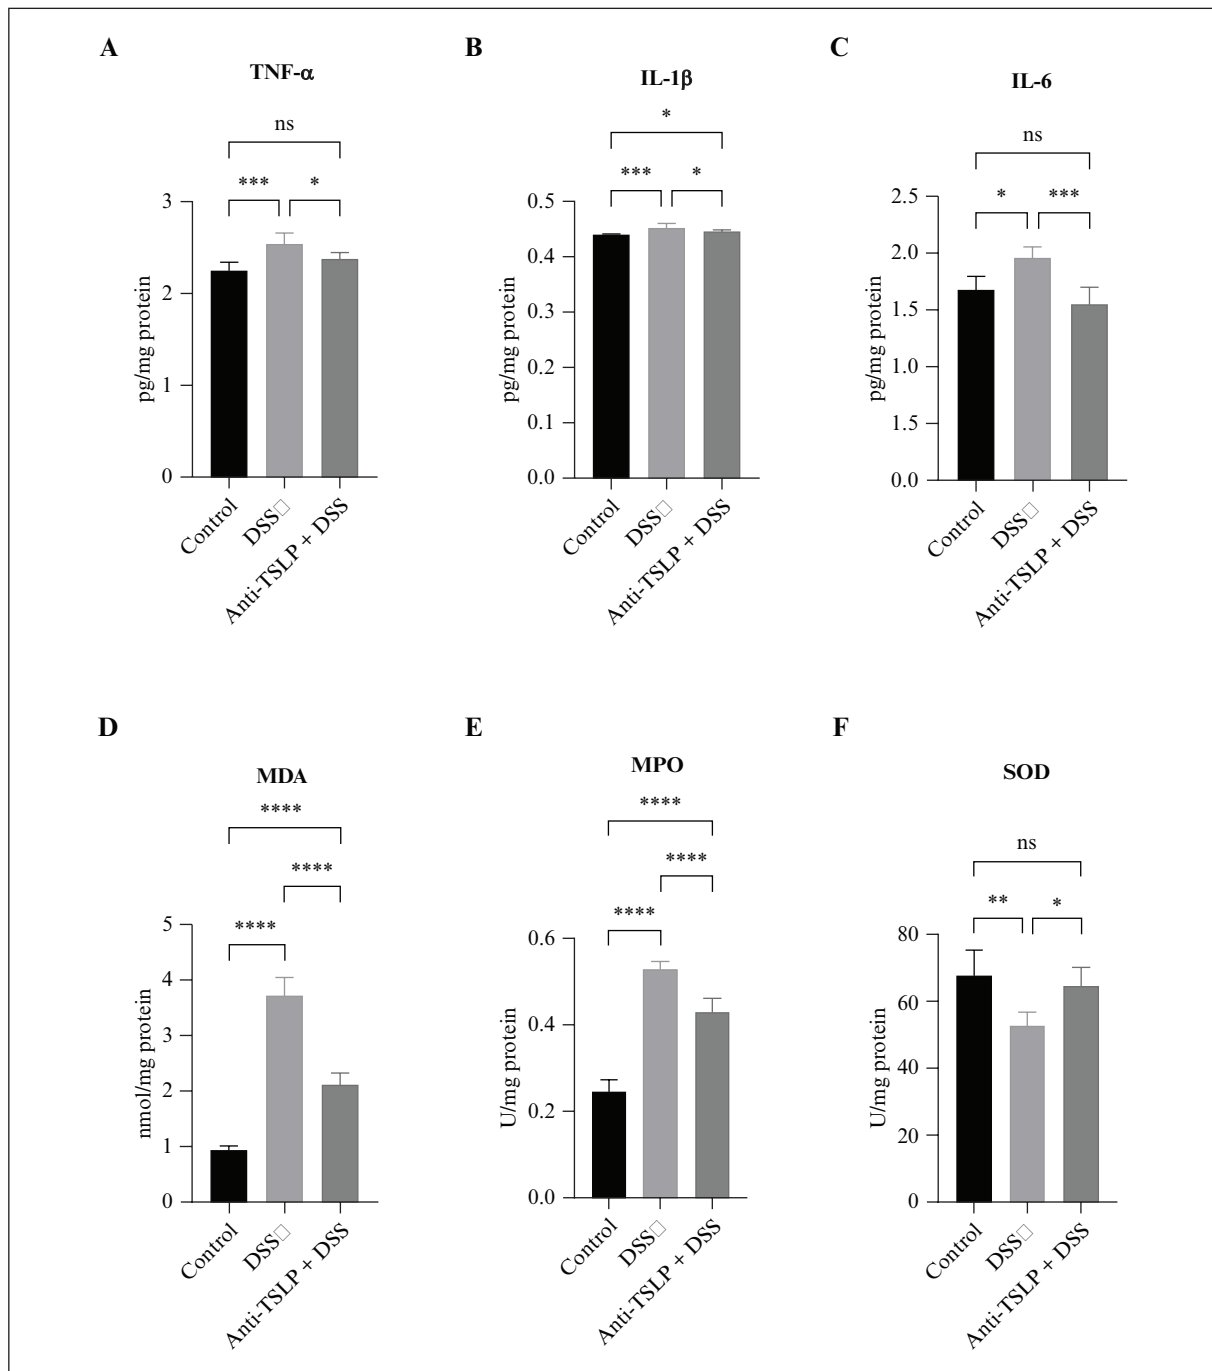 A
TNF-α
ns
***
*
3
2
1
0
pg/mg protein
Control
DSS□
Anti-TSLP + DSS
B
IL-1β
*
***
*
0.5
0.4
0.3
0.2
0.1
0.0
pg/mg protein
Control
DSS□
Anti-TSLP + DSS
C
IL-6
ns
*
***
2.5
2.0
1.5
1.0
1.5
0.0
pg/mg protein
Control
DSS□
Anti-TSLP + DSS
D
MDA
****
****
****
5
4
3
2
1
0
nmol/mg protein
Control
DSS□
Anti-TSLP + DSS
E
MPO
****
****
****
0.6
0.4
0.2
0.0
U/mg protein
Control
DSS□
Anti-TSLP + DSS
F
SOD
ns
**
*
80
60
40
20
0
U/mg protein
Control
DSS□
Anti-TSLP + DSS